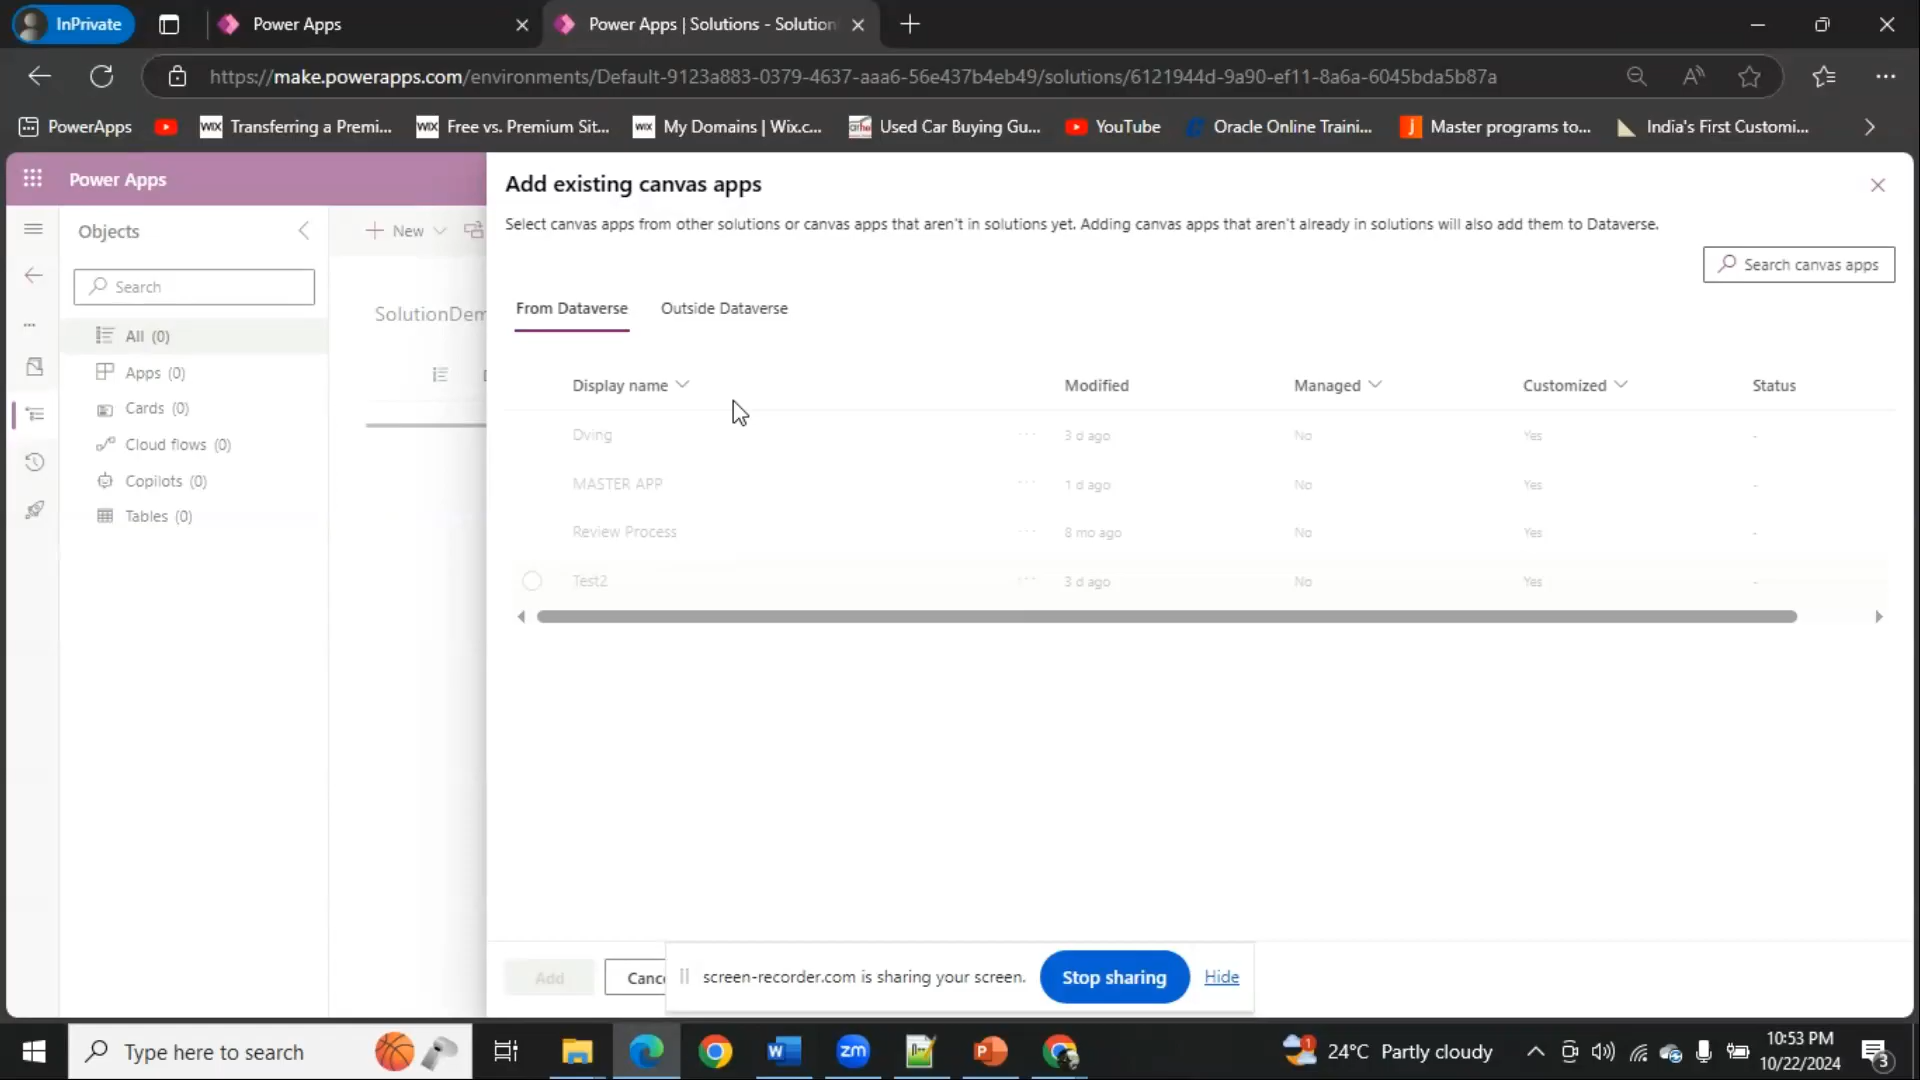 InPrivate
Power Apps
Power Apps | Solutions - Solution
https://make.powerapps.com/environments/Default-9123a883-0379-4637-aaa6-56e437b4eb49/solutions/6121944d-9a90-ef11-8a6a-6045bda5b87a
PowerApps
WIX Transferring a Premi...
WIX Free vs. Premium Sit...
WIX My Domains | Wix.c...
Used Car Buying Gu...
YouTube
Oracle Online Traini...
Master programs to...
India's First Customi...
Power Apps
Objects
Search
All (0)
Apps (0)
Cards (0)
Cloud flows (0)
Copilots (0)
Tables (0)
New
SolutionDem
Add existing canvas apps
Select canvas apps from other solutions or canvas apps that aren't in solutions yet. Adding canvas apps that aren't already in solutions will also add them to Dataverse.
Search canvas apps
From Dataverse Outside Dataverse
Display name Modified Managed Customized Status
Dving ... 3 d ago No Yes -
MASTER APP ... 1 d ago No Yes -
Review Process ... 8 mo ago No Yes -
Test2 ... 3 d ago No Yes -
Add
Canc
screen-recorder.com is sharing your screen.
Stop sharing
Hide
Type here to search
W
zm
P
1
24°C Partly cloudy
10:53 PM
10/22/2024
3